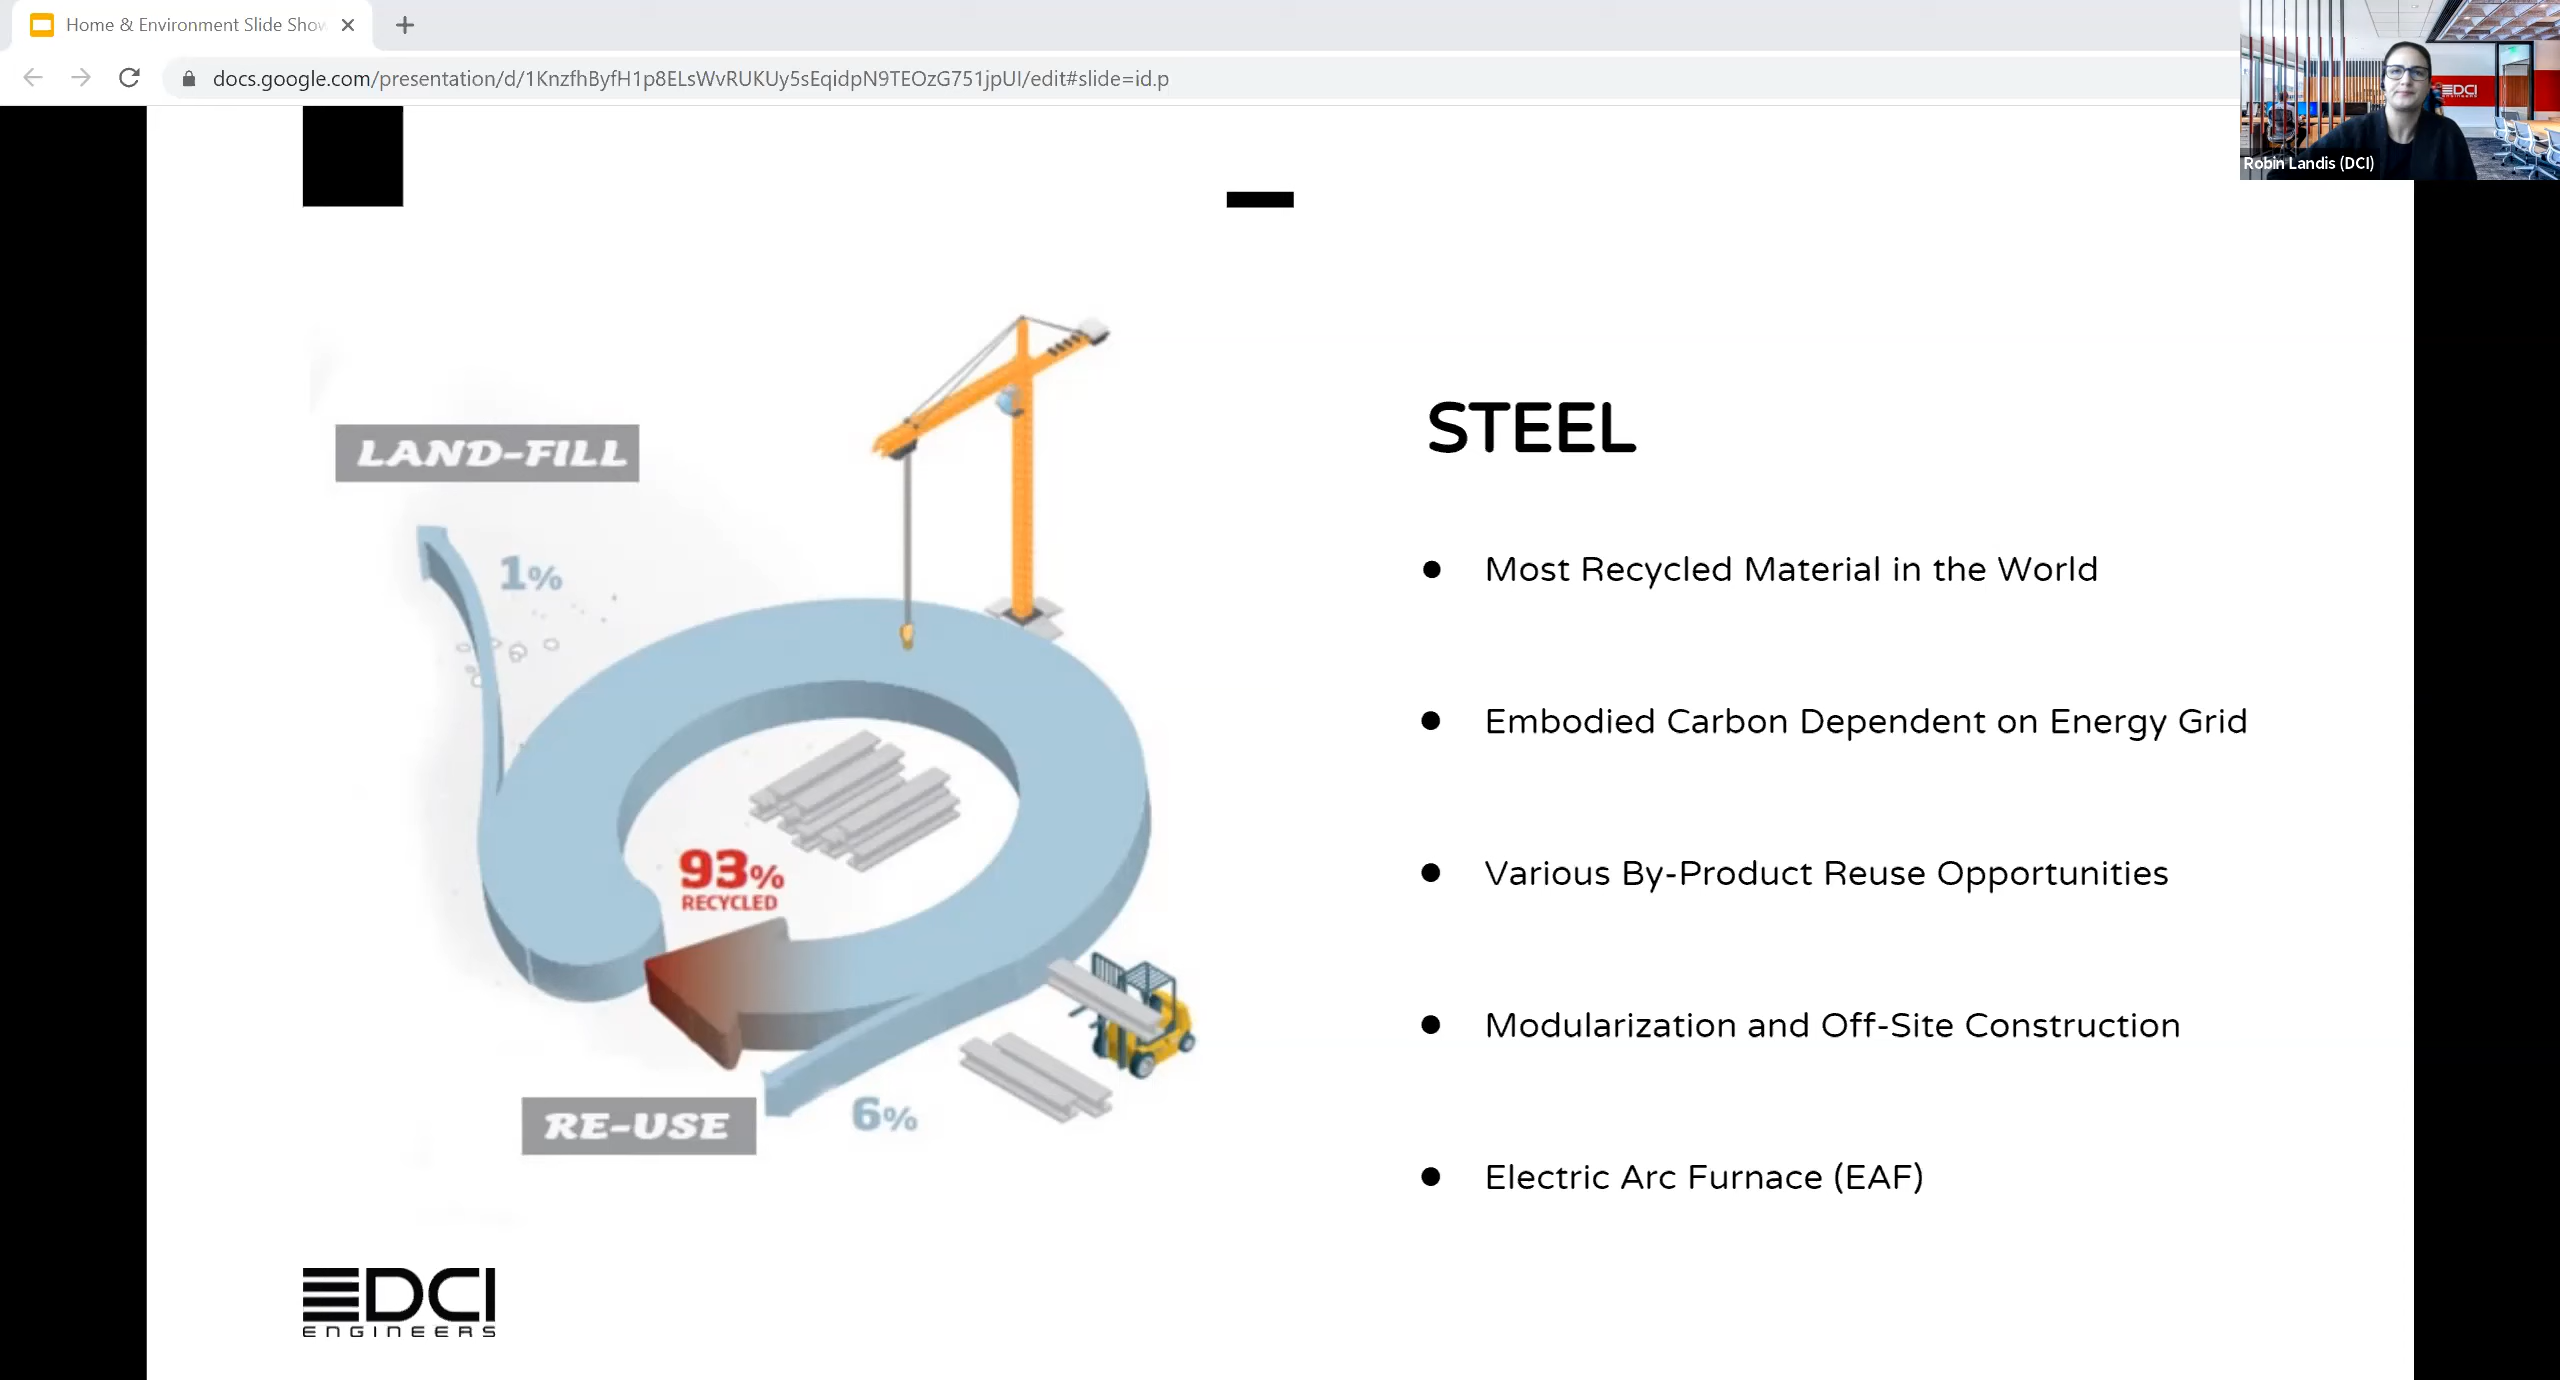 Home & Environment Slide Show
docs.google.com/presentation/d/1KnzfhByfH1p8ELsWvRUKUy5sEqidpN9TEOzG751jpUI/edit#slide=id.p
DCI
ENGINEERS
Robin Landis (DCI)
LAND-FILL
1%
93%
RECYCLED
RE-USE
6%
STEEL
● Most Recycled Material in the World
● Embodied Carbon Dependent on Energy Grid
● Various By-Product Reuse Opportunities
● Modularization and Off-Site Construction
● Electric Arc Furnace (EAF)
DCI
ENGINEERS